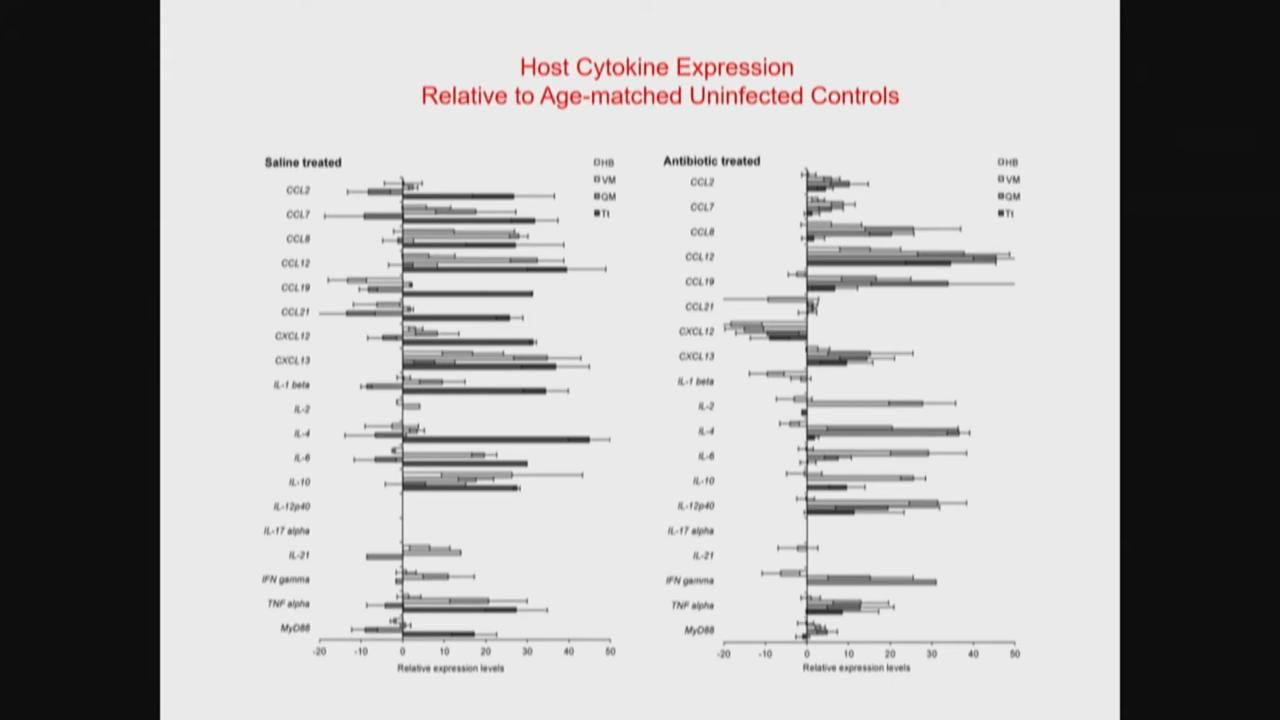 Host Cytokine Expression
Relative to Age-matched Uninfected Controls
Saline treated
HB
VM
QM
Tt
CCL2
CCL7
CCL8
CCL12
CCL19
CCL21
CXCL12
CXCL13
IL-1 beta
IL-2
IL-4
IL-6
IL-10
IL-12p40
IL-17 alpha
IL-21
IFN gamma
TNF alpha
MyD88
-20 -10 0 10 20 30 40 50
Relative expression levels
Antibiotic treated
HB
VM
QM
Tt
CCL2
CCL7
CCL8
CCL12
CCL19
CCL21
CXCL12
CXCL13
IL-1 beta
IL-2
IL-4
IL-6
IL-10
IL-12p40
IL-17 alpha
IL-21
IFN gamma
TNF alpha
MyD88
-20 -10 0 10 20 30 40 50
Relative expression levels